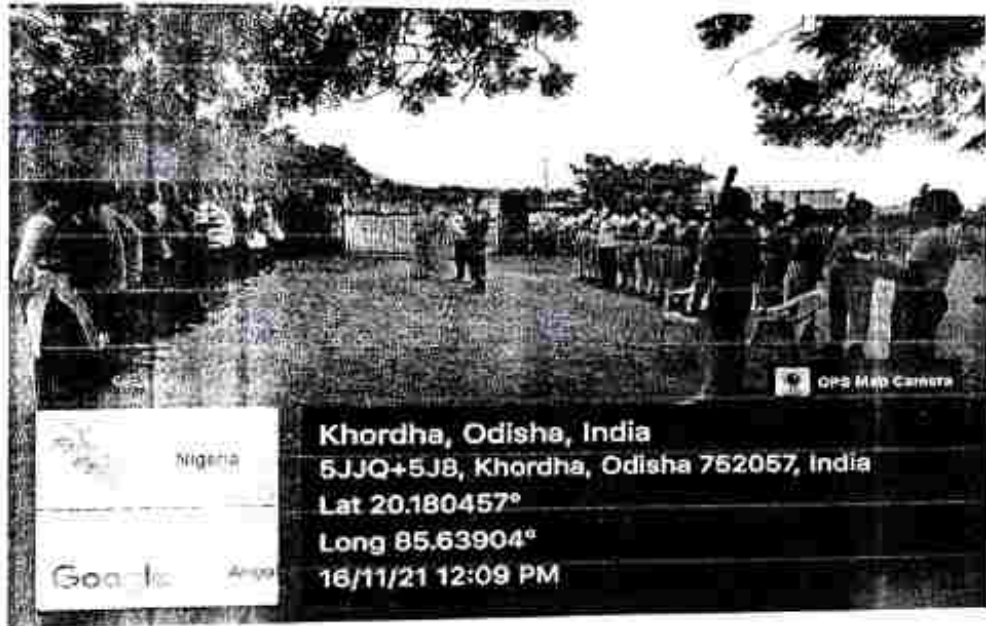 GPS Map Camera
Nigeria
Google
Khordha, Odisha, India
5JJQ+5J8, Khordha, Odisha 752057, India
Lat 20.180457°
Long 85.63904°
16/11/21 12:09 PM